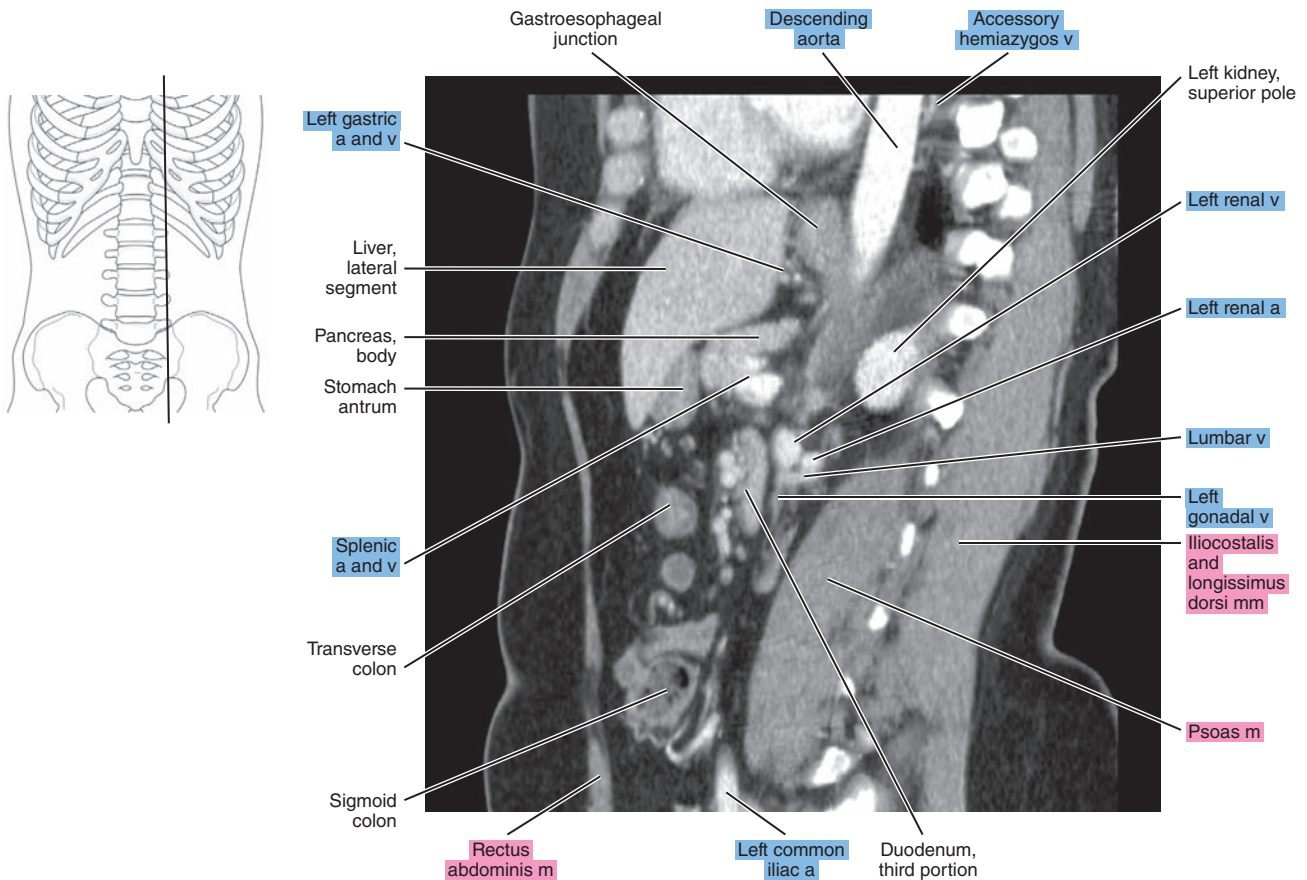 Gastroesophageal
junction
Descending
aorta
Accessory
hemiazygos v
Left kidney,
superior pole
Left gastric
a and v
Left renal v
Liver,
lateral
segment
Left renal a
Pancreas,
body
Stomach
antrum
Lumbar v
Left
gonadal v
Splenic
a and v
Iliocostalis
and
longissimus
dorsi mm
Transverse
colon
Psoas m
Sigmoid
colon
Rectus
abdominis m
Left common
iliac a
Duodenum,
third portion